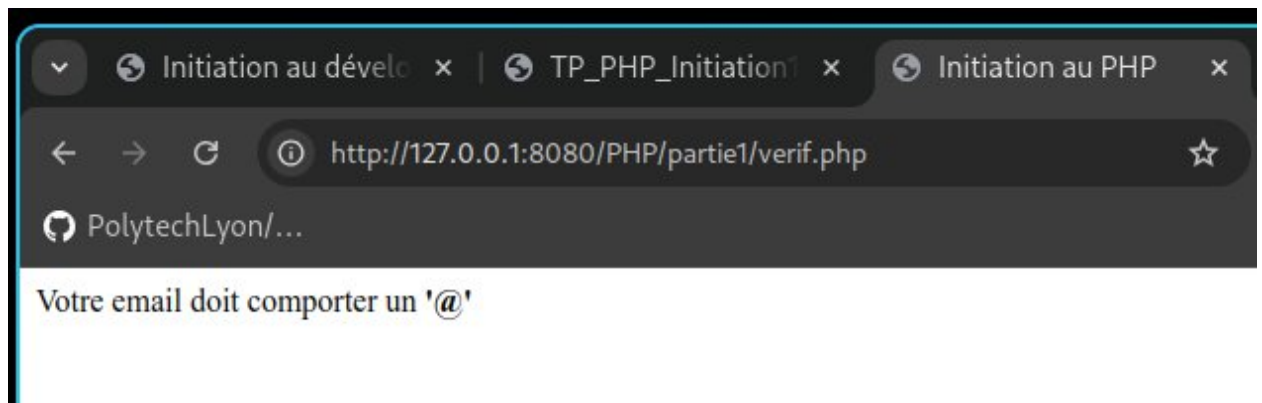 Initiation au dévelo
TP_PHP_Initiation1
Initiation au PHP
http://127.0.0.1:8080/PHP/partie1/verif.php
PolytechLyon/...
Votre email doit comporter un '@'